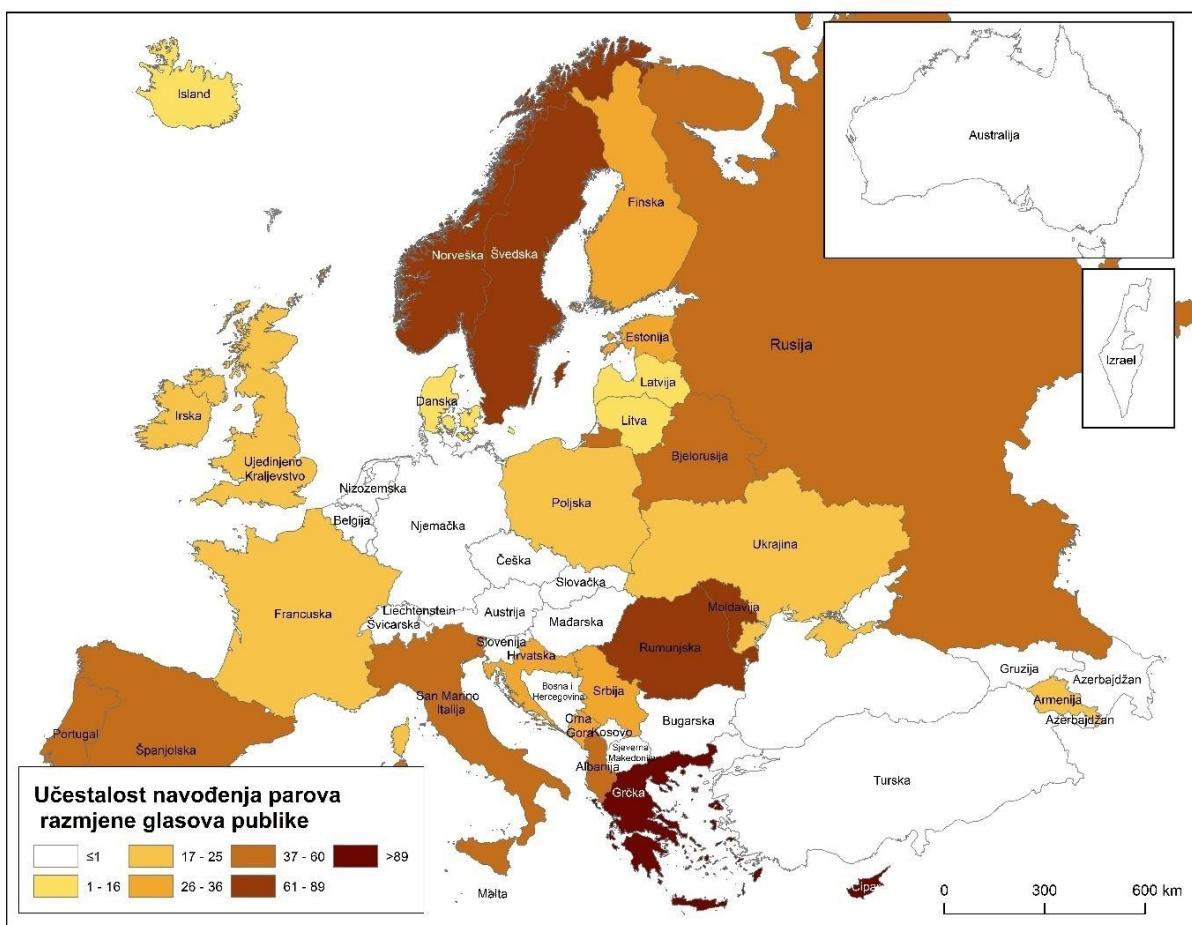 Island
Australija
Finska
Norveška
Švedska
Estonija
Rusija
Izrael
Latvija
Danska
Litva
Irska
Bjelorusija
Ujedinjeno
Kraljevstvo
Nizozemska
Poljska
Belgija
Njemačka
Ukrajina
Češka
Slovačka
Francuska
Liechtenstein
Austrija
Moldavija
Švicarska
Mađarska
Slovenija
Rumunjska
Hrvatska
Gruzija
Azerbajdžan
Bosna i
Hercegovina
Srbija
San Marino
Italija
Armenija
Portugal
Španjolska
Crna
Gora
Kosovo
Bugarska
Azerbajdžan
Sjeverna
Makedonija
Albanija
Turska
Grčka
Cipar
Malta
Učestalost navođenja parova
razmjene glasova publike
≤1
17 - 25
37 - 60
>89
1 - 16
26 - 36
61 - 89
0 300 600 km